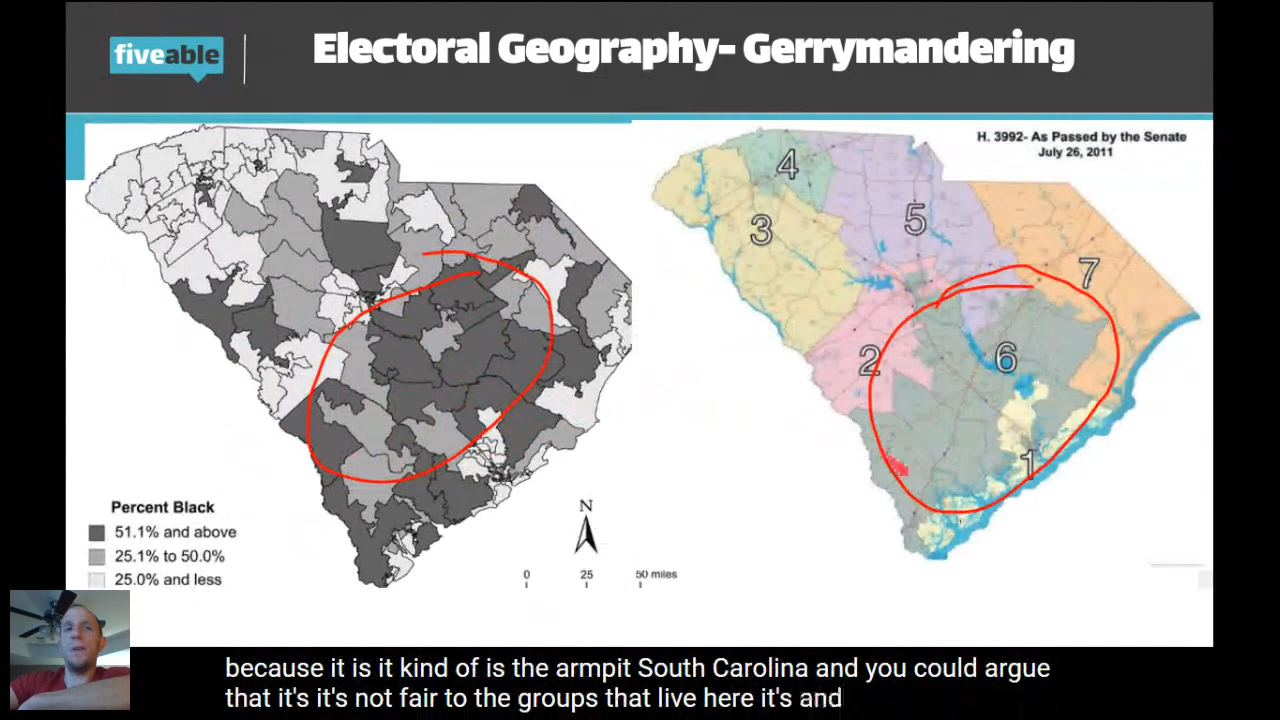 fiveable
Electoral Geography- Gerrymandering
H. 3992- As Passed by the Senate
July 26, 2011
4
3
5
7
2
6
1
Percent Black
51.1% and above
25.1% to 50.0%
25.0% and less
N
0 25 50 miles
because it is it kind of is the armpit South Carolina and you could argue
that it's it's not fair to the groups that live here it's and